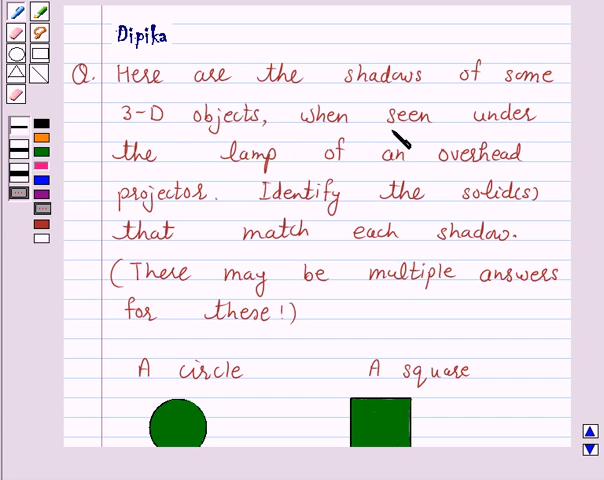 Dipika
Q. Here are the shadows of some
3-D objects, when seen under
the lamp of an overhead
projector. Identify the solid(s)
that match each shadow.
(There may be multiple answers
for these!)
A circle A square